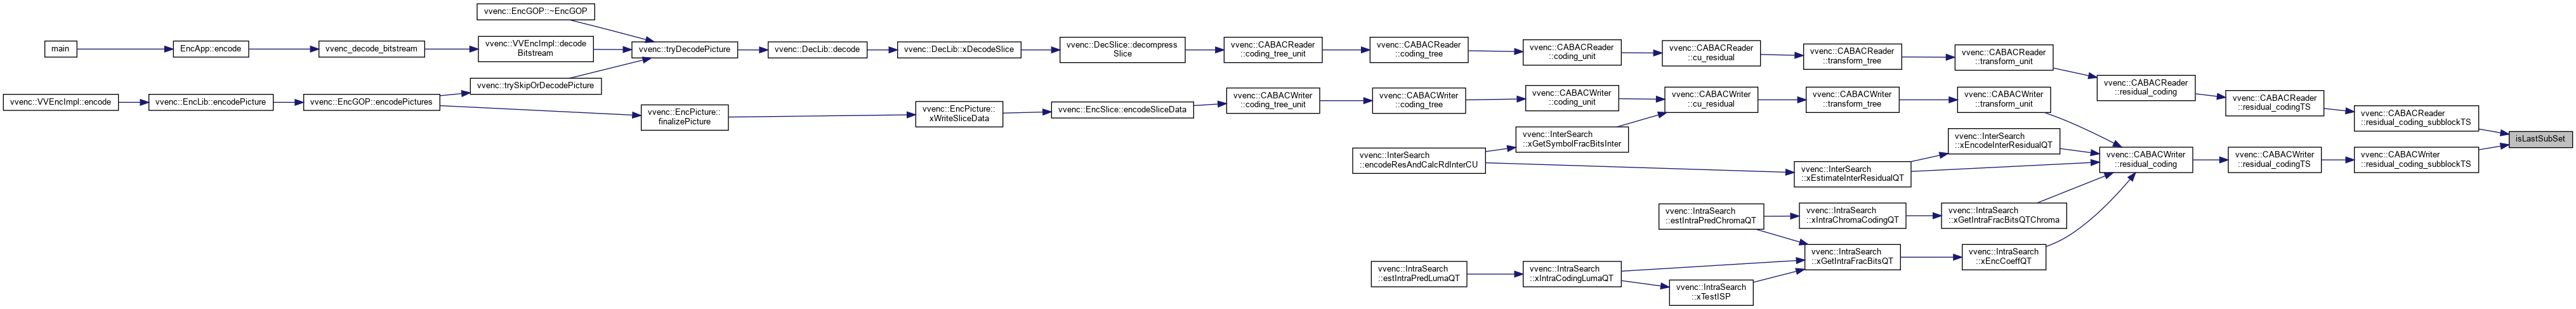 main
EncApp::encode
vvenc_decode_bitstream
vvenc::VVEncImpl::decode
Bitstream
vvenc::EncGOP::~EncGOP
vvenc::trySkipOrDecodePicture
vvenc::VVEncImpl::encode
vvenc::EncLib::encodePicture
vvenc::EncGOP::encodePictures
vvenc::tryDecodePicture
vvenc::EncPicture::
finalizePicture
vvenc::DecLib::decode
vvenc::DecLib::xDecodeSlice
vvenc::EncPicture::
xWriteSliceData
vvenc::DecSlice::decompress
Slice
vvenc::EncSlice::encodeSliceData
vvenc::CABACReader
::coding_tree_unit
vvenc::CABACWriter
::coding_tree_unit
vvenc::CABACReader
::coding_tree
vvenc::CABACWriter
::coding_tree
vvenc::InterSearch
::encodeResAndCalcRdInterCU
vvenc::IntraSearch
::estIntraPredLumaQT
vvenc::CABACReader
::coding_unit
vvenc::CABACWriter
::coding_unit
vvenc::InterSearch
::xGetSymbolFracBitsInter
vvenc::IntraSearch
::xIntraCodingLumaQT
vvenc::CABACReader
::cu_residual
vvenc::CABACWriter
::cu_residual
vvenc::IntraSearch
::estIntraPredChromaQT
vvenc::IntraSearch
::xTestISP
vvenc::CABACReader
::transform_tree
vvenc::CABACWriter
::transform_tree
vvenc::InterSearch
::xEstimateInterResidualQT
vvenc::IntraSearch
::xIntraChromaCodingQT
vvenc::IntraSearch
::xGetIntraFracBitsQT
vvenc::CABACReader
::transform_unit
vvenc::CABACWriter
::transform_unit
vvenc::InterSearch
::xEncodeInterResidualQT
vvenc::IntraSearch
::xGetIntraFracBitsQTChroma
vvenc::IntraSearch
::xEncCoeffQT
vvenc::CABACReader
::residual_coding
vvenc::CABACWriter
::residual_coding
vvenc::CABACReader
::residual_codingTS
vvenc::CABACWriter
::residual_codingTS
vvenc::CABACReader
::residual_coding_subblockTS
vvenc::CABACWriter
::residual_coding_subblockTS
isLastSubSet